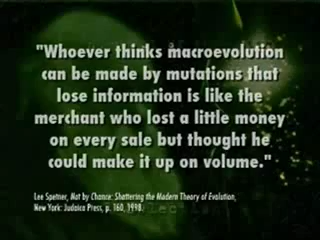 "Whoever thinks macroevolution
can be made by mutations that
lose information is like the
merchant who lost a little money
on every sale but thought he
could make it up on volume."
Lee Spetner, Not by Chance: Shattering the Modern Theory of Evolution,
New York: Judaica Press, p. 160, 1998.